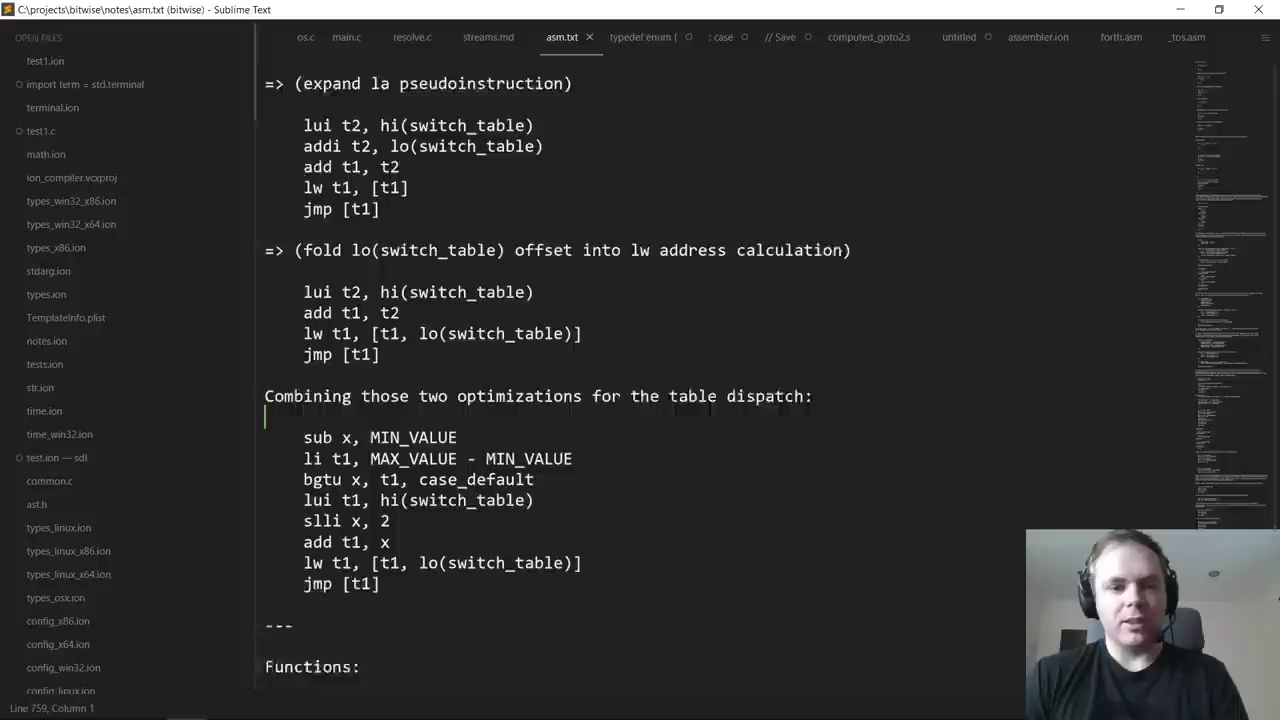 C:\projects\bitwise\notes\asm.txt (bitwise) - Sublime Text
OPEN FILES
test1.ion
import term = std.terminal
terminal.ion
test1.c
math.ion
ion_compiler.vcxproj
types_win32_x86.ion
types_win32_x64.ion
types_x86.ion
stdarg.ion
types.ion
TemplateInfo.plist
notes.ion
tests.ion
str.ion
time.ion
time_win32.ion
test.ion — sdl
common.c
ast.h
types_linux.ion
types_linux_x86.ion
types_linux_x64.ion
types_osx.ion
config_x86.ion
config_x64.ion
config_win32.ion
config_linux.ion
os.c main.c resolve.c streams.md asm.txt typedef enum { : case // Save computed_goto2.s untitled assembler.ion forth.asm _tos.asm
=> (expand la pseudoinstruction)
lui t2, hi(switch_table)
addi t2, lo(switch_table)
add t1, t2
lw t1, [t1]
jmp [t1]
=> (fold lo(switch_table) offset into lw address calculation)
lui t2, hi(switch_table)
add t1, t2
lw t1, [t1, lo(switch_table)]
jmp [t1]
Combining those two optimizations for the table dispatch:
sub x, MIN_VALUE
li t1, MAX_VALUE - MIN_VALUE
bgtu x, t1, case_default
lui t1, hi(switch_table)
slli x, 2
add t1, x
lw t1, [t1, lo(switch_table)]
jmp [t1]
---
Functions:
Line 759, Column 1